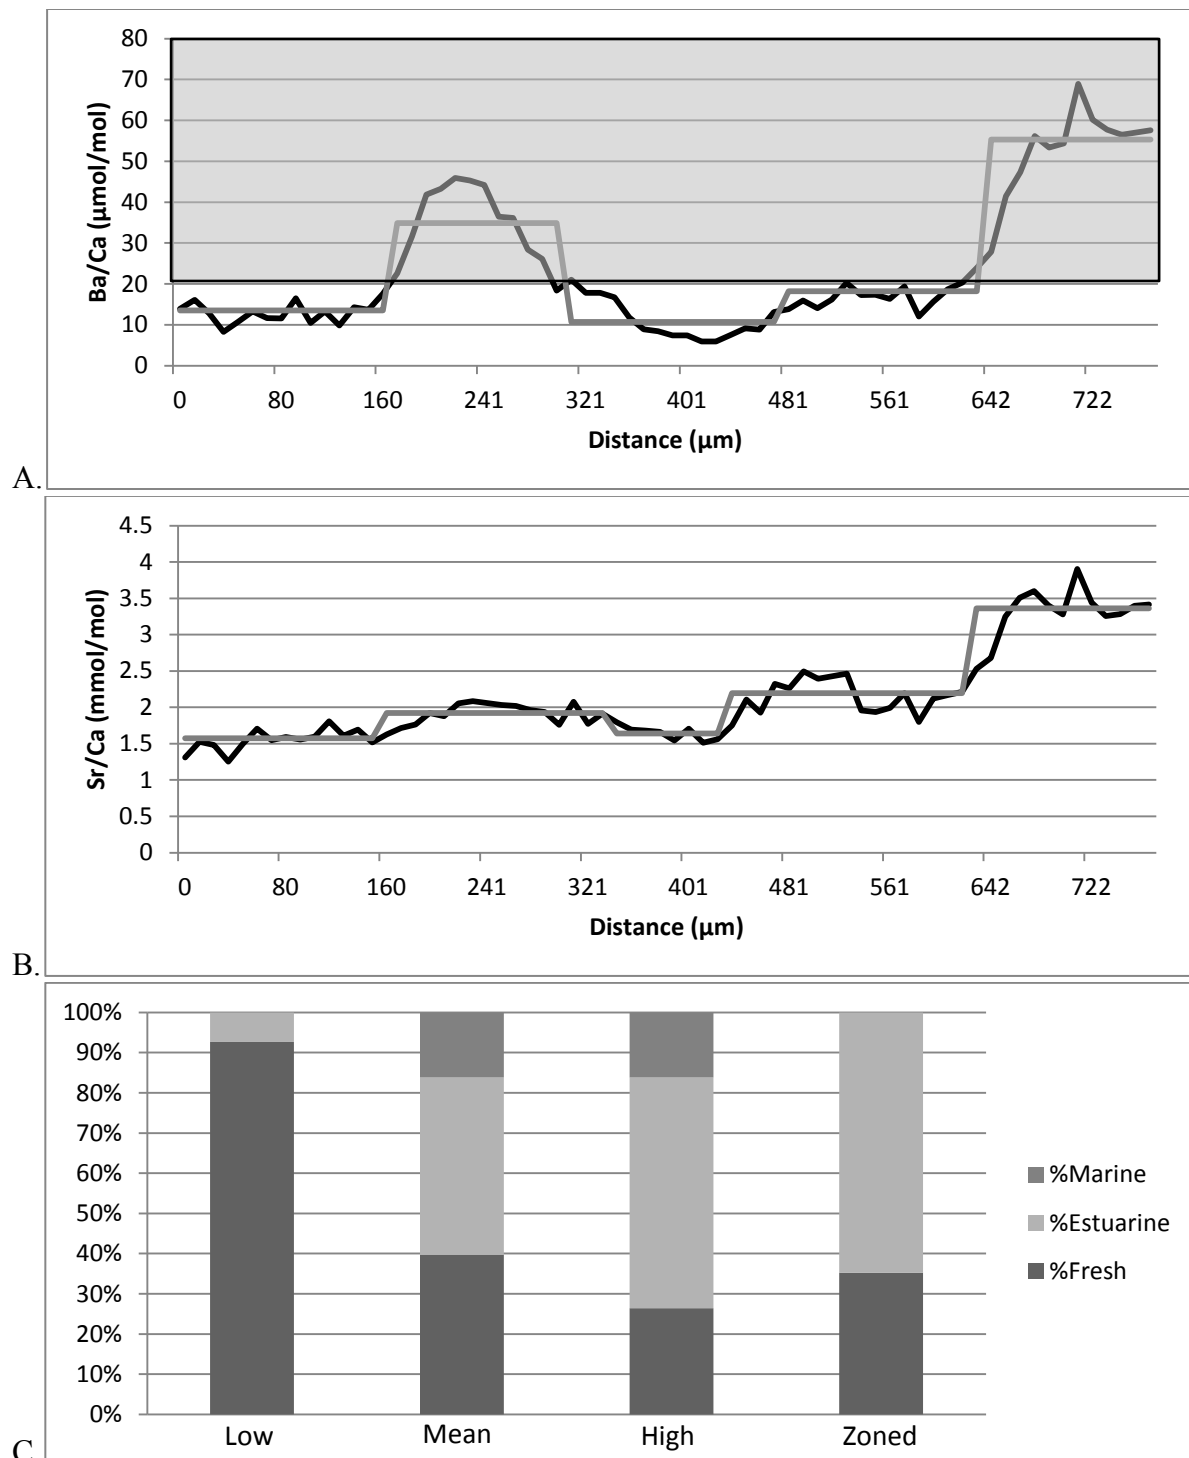 80
70
60
50
40
30
20
10
0
Ba/Ca (µmol/mol)
0 80 160 241 321 401 481 561 642 722
Distance (µm)
A.
4.5
4
3.5
3
2.5
2
1.5
1
0.5
0
Sr/Ca (mmol/mol)
0 80 160 241 321 401 481 561 642 722
Distance (µm)
B.
100%
90%
80%
70%
60%
50%
40%
30%
20%
10%
0%
Low Mean High Zoned
%Marine
%Estuarine
%Fresh
C